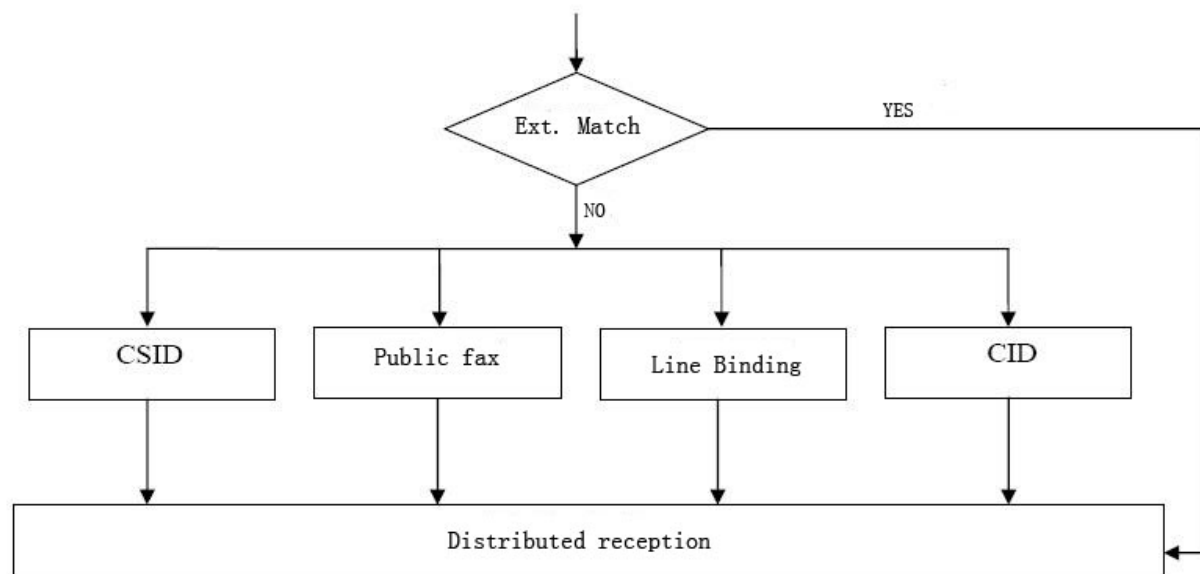 Ext. Match
YES
NO
CSID
Public fax
Line Binding
CID
Distributed reception